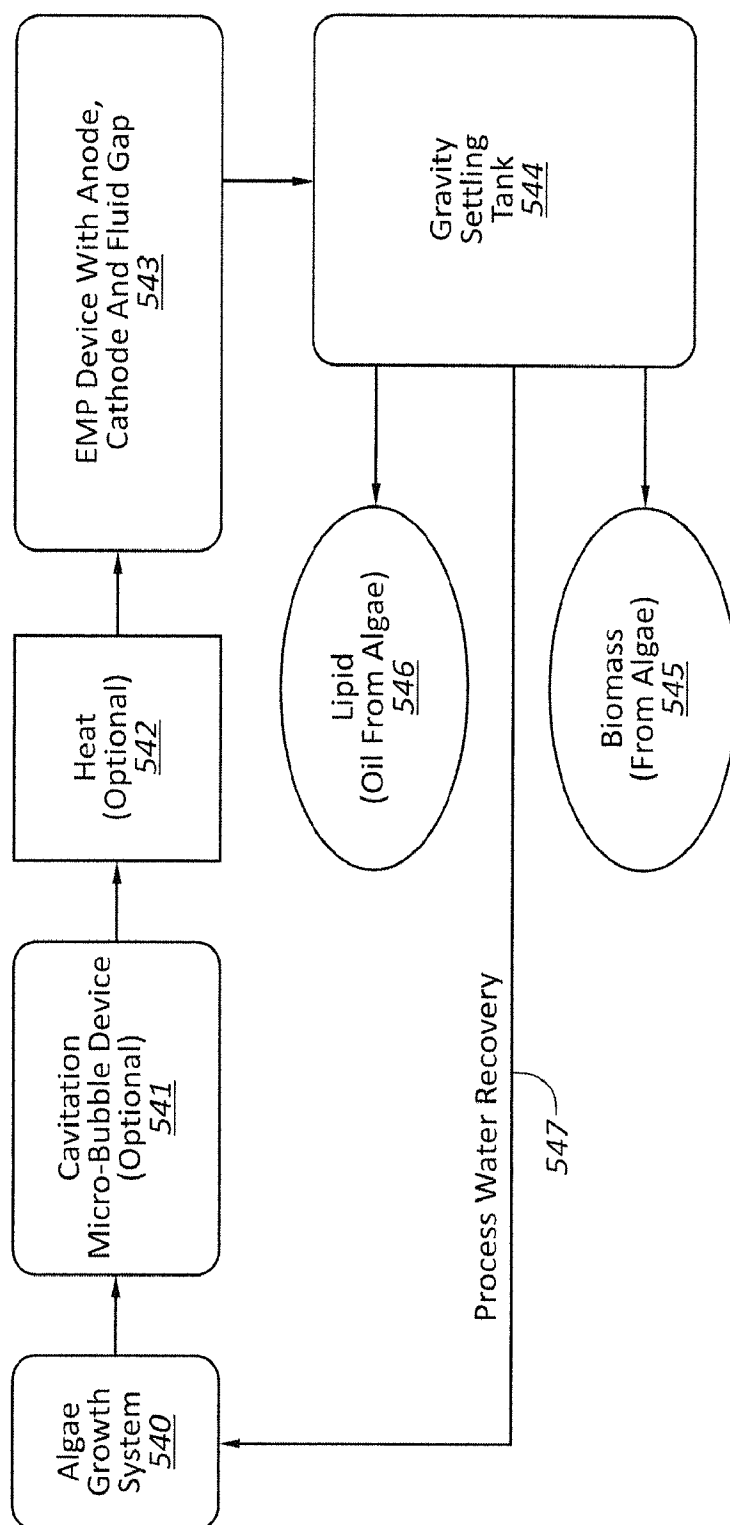 Algae
Growth
System
540
Cavitation
Micro-Bubble Device
(Optional)
541
Heat
(Optional)
542
EMP Device With Anode,
Cathode And Fluid Gap
543
Gravity
Settling
Tank
544
Lipid
(Oil From Algae)
546
Biomass
(From Algae)
545
Process Water Recovery
547